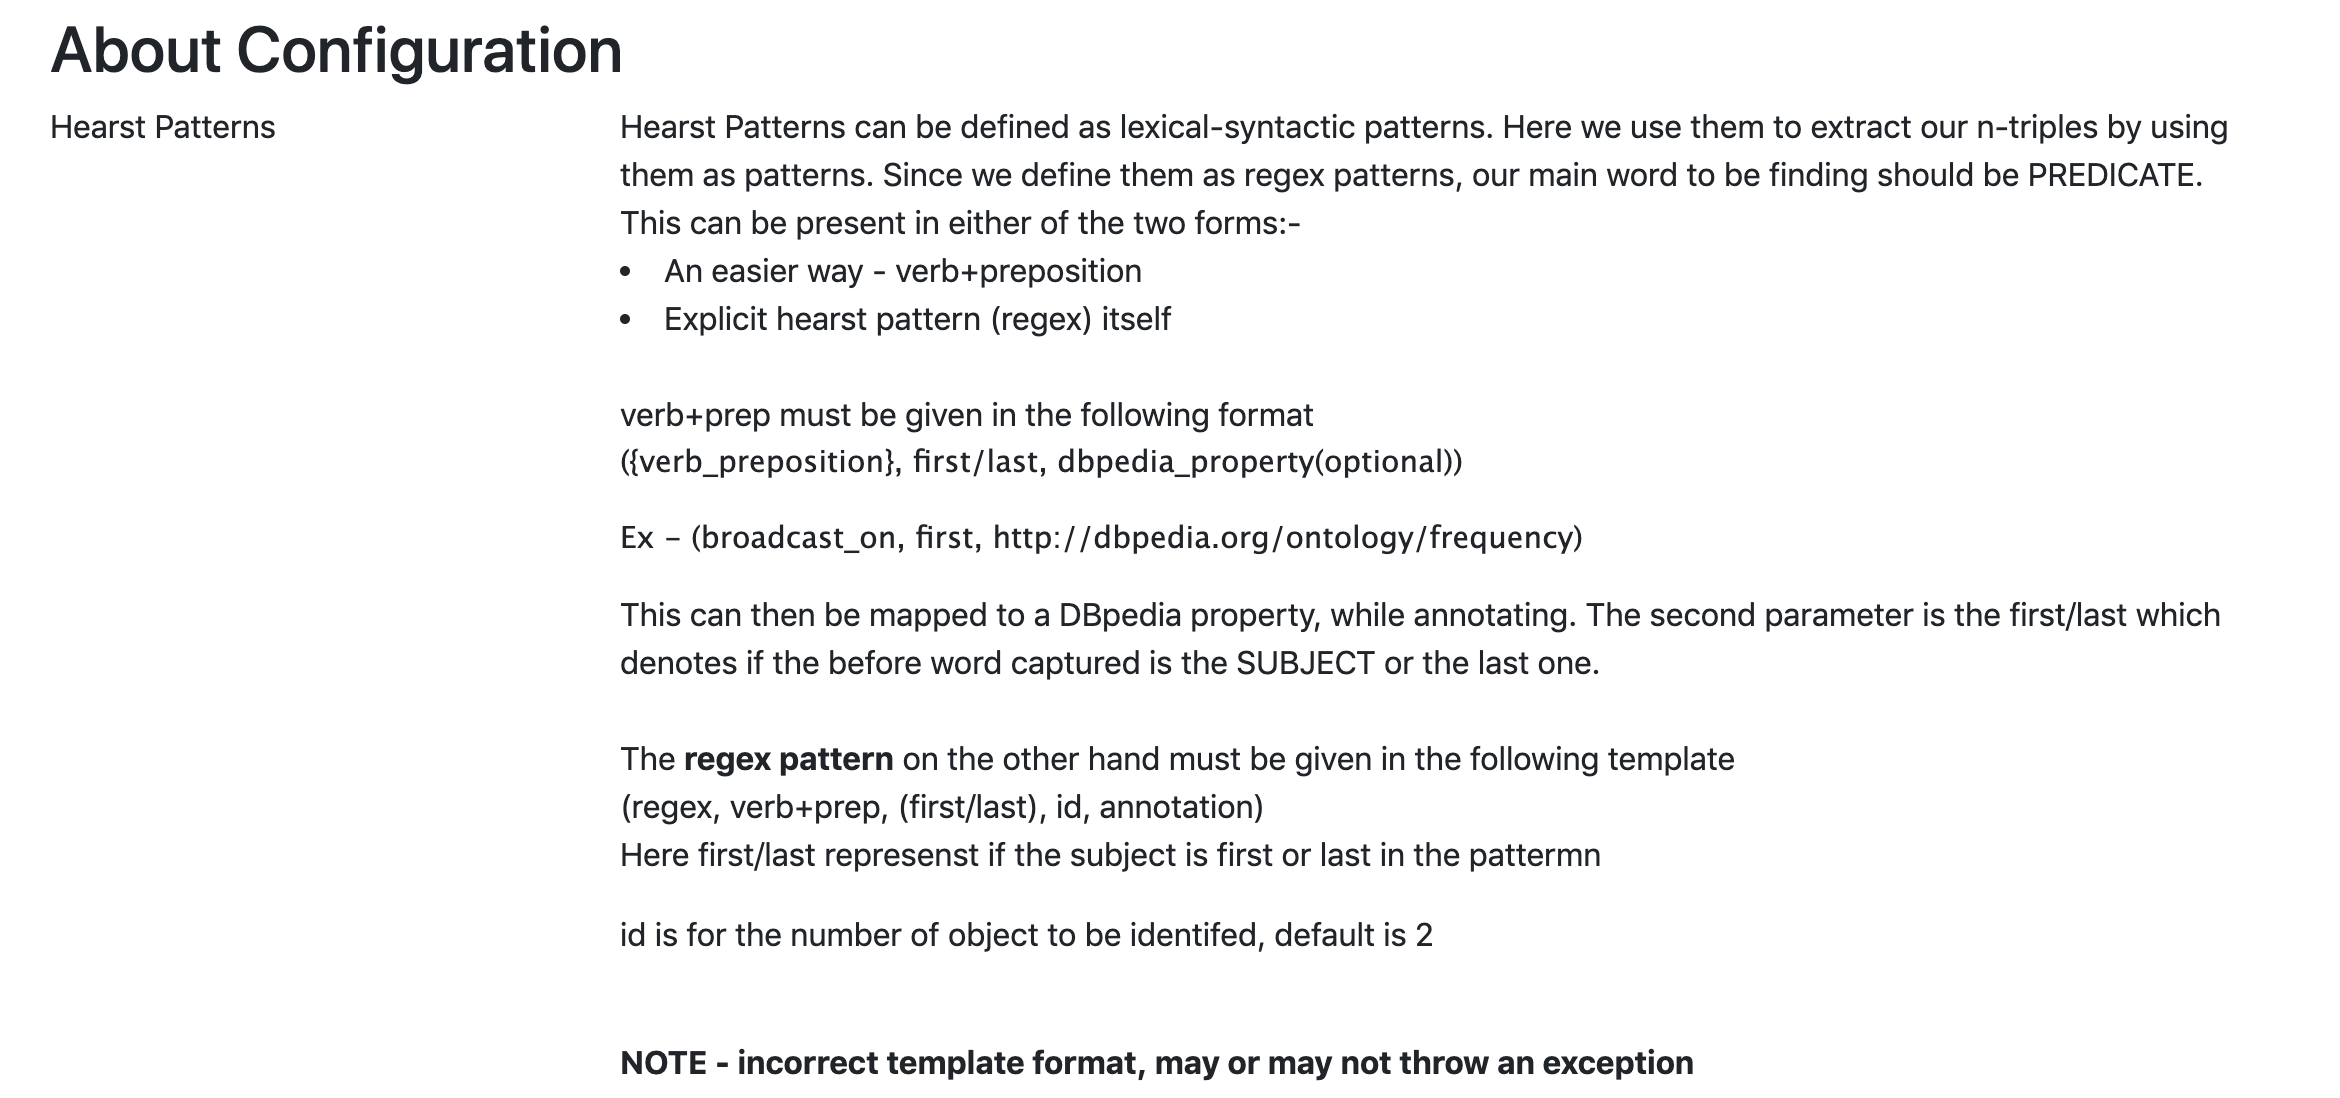 About Configuration
Hearst Patterns
Hearst Patterns can be defined as lexical-syntactic patterns. Here we use them to extract our n-triples by using
them as patterns. Since we define them as regex patterns, our main word to be finding should be PREDICATE.
This can be present in either of the two forms:-
• An easier way - verb+preposition
• Explicit hearst pattern (regex) itself
verb+prep must be given in the following format
({verb_preposition}, first/last, dbpedia_property(optional))
Ex – (broadcast_on, first, http://dbpedia.org/ontology/frequency)
This can then be mapped to a DBpedia property, while annotating. The second parameter is the first/last which
denotes if the before word captured is the SUBJECT or the last one.
The regex pattern on the other hand must be given in the following template
(regex, verb+prep, (first/last), id, annotation)
Here first/last represenst if the subject is first or last in the pattermn
id is for the number of object to be identifed, default is 2
NOTE - incorrect template format, may or may not throw an exception